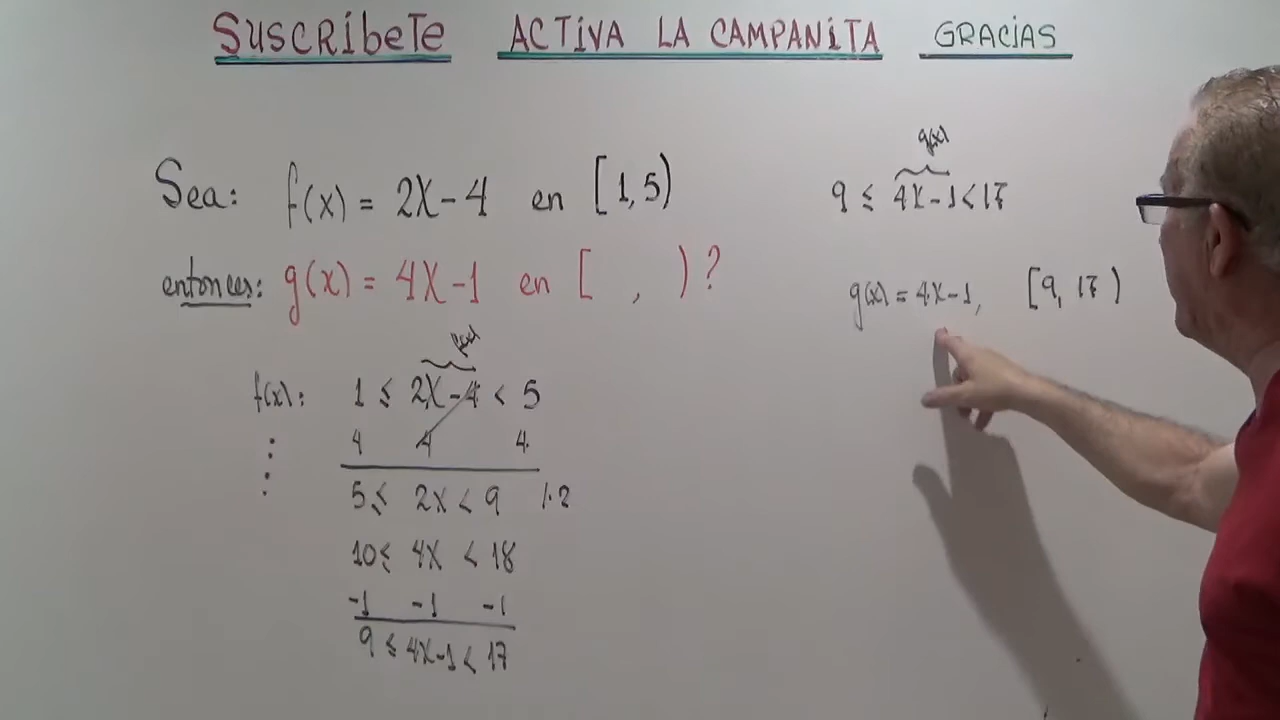 SUSCRÍBETE ACTIVA LA CAMPANITA GRACIAS
Sea: f(x) = 2X-4 en [1,5)
entonces: g(x) = 4X-1 en [ , )?
f(x)
f(x): 1 ≤ 2X-4 < 5
4 4 4
5 ≤ 2X < 9 /·2
10 ≤ 4X < 18
-1 -1 -1
9 ≤ 4X-1 < 17
g(x)
9 ≤ 4X-1 < 17
g(x) = 4X-1, [9, 17)